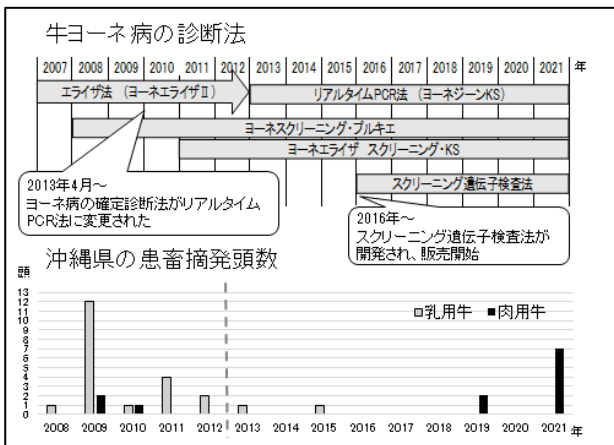 牛ヨーネ病の診断法
2007 2008 2009 2010 2011 2012 2013 2014 2015 2016 2017 2018 2019 2020 2021 年
エライザ法 (ヨーネエライザⅡ) リアルタイムPCR法 (ヨーネジーンKS)
ヨーネスクリーニング・プルキエ
ヨーネエライザ スクリーニング・KS
スクリーニング遺伝子検査法
2013年4月~
ヨーネ病の確定診断法がリアルタイム
PCR法に変更された
2016年~
スクリーニング遺伝子検査法が
開発され、販売開始
沖縄県の患畜摘発頭数
頭
13
12
11
10
9
8
7
6
5
4
3
2
1
0
乳用牛 肉用牛
2008 2009 2010 2011 2012 2013 2015 2016 2017 2018 2019 2020 2021 年